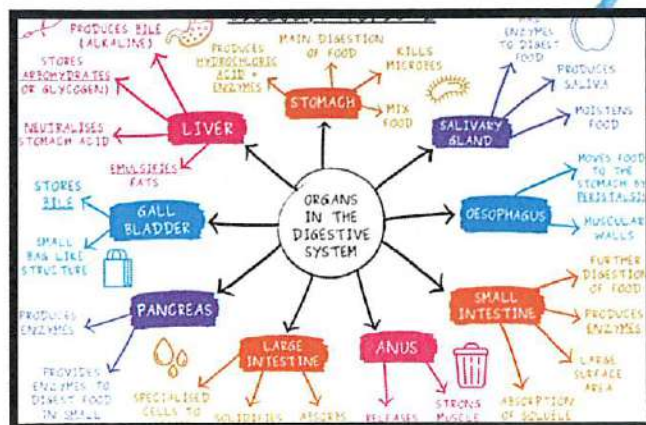 PRODUCES BILE
(ALKALINE)
STORES
CARBOHYDRATES
(OR GLYCOGEN)
NEUTRALISES
STOMACH ACID
EMULSIFIES
FATS
LIVER
PRODUCES
HYDROCHLORIC
ACID +
ENZYMES
MAIN DIGESTION
OF FOOD
KILLS
MICROBES
MIX
FOOD
STOMACH
ENZYMES
TO DIGEST
FOOD
PRODUCES
SALIVA
MOISTENS
FOOD
SALIVARY
GLAND
STORES
BILE
SMALL
BAG LIKE
STRUCTURE
GALL
BLADDER
ORGANS
IN THE
DIGESTIVE
SYSTEM
OESOPHAGUS
MOVES FOOD
TO THE
STOMACH BY
PERISTALSIS
MUSCULAR
WALLS
PANCREAS
PRODUCES
ENZYMES
PROVIDES
ENZYMES TO
DIGEST FOOD
IN SMALL
LARGE
INTESTINE
SPECIALISED
CELLS TO
SOLIDIFIES
ABSORBS
ANUS
RELEASES
STRONG
MUSCLE
SMALL
INTESTINE
FURTHER
DIGESTION
OF FOOD
PRODUCES
ENZYMES
LARGE
SURFACE
AREA
ABSORPTION
OF SOLUBLE